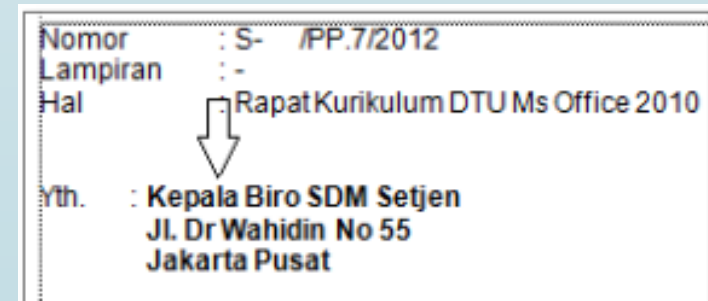 Nomor : S- /PP.7/2012
Lampiran : -
Hal : Rapat Kurikulum DTU Ms Office 2010
Yth. : Kepala Biro SDM Setjen
Jl. Dr Wahidin No 55
Jakarta Pusat